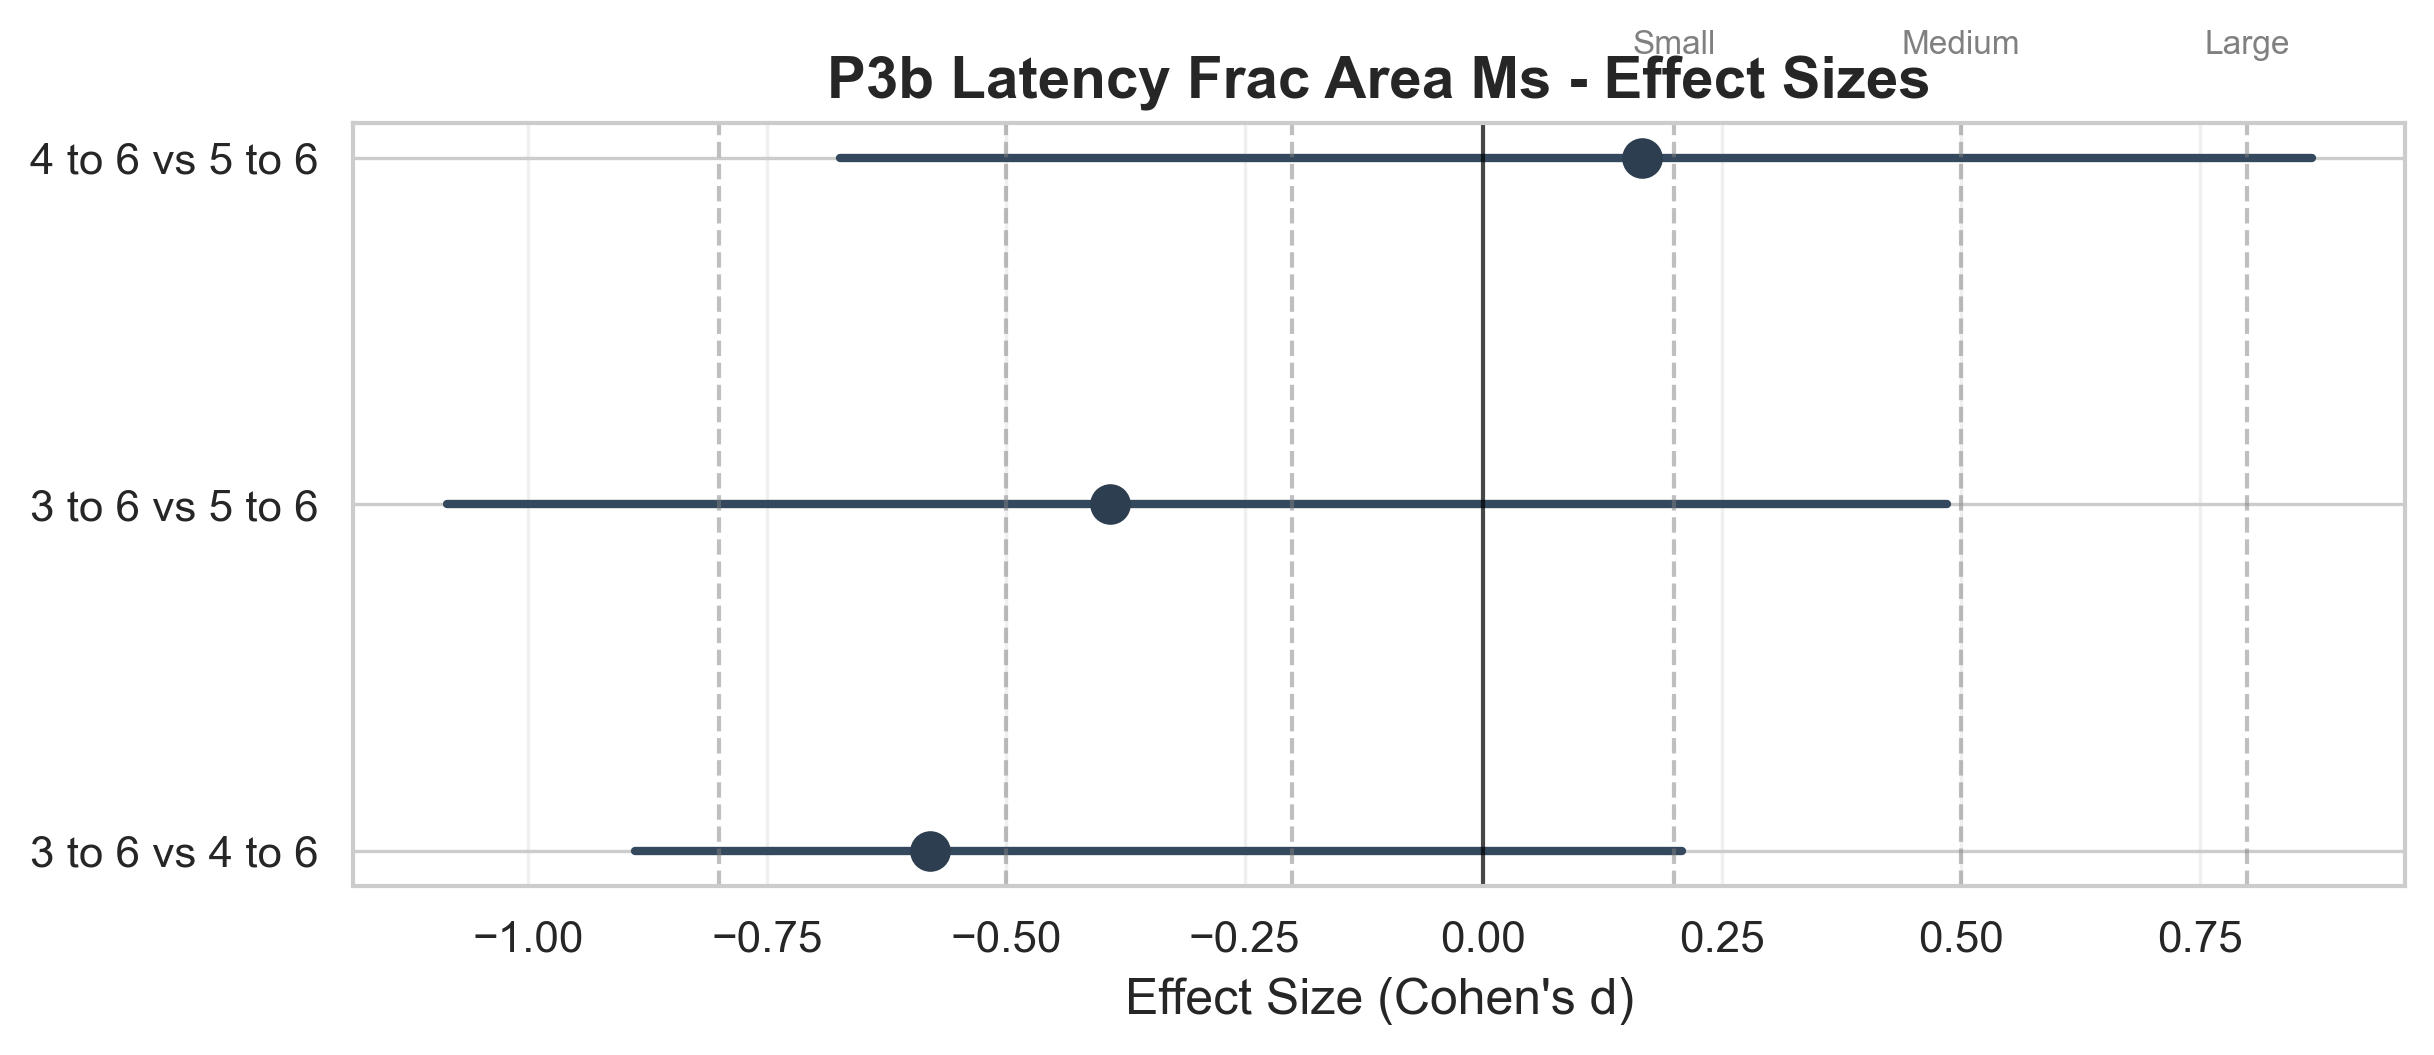 Small Medium Large
P3b Latency Frac Area Ms - Effect Sizes
4 to 6 vs 5 to 6
3 to 6 vs 5 to 6
3 to 6 vs 4 to 6
−1.00 −0.75 −0.50 −0.25 0.00 0.25 0.50 0.75
Effect Size (Cohen's d)